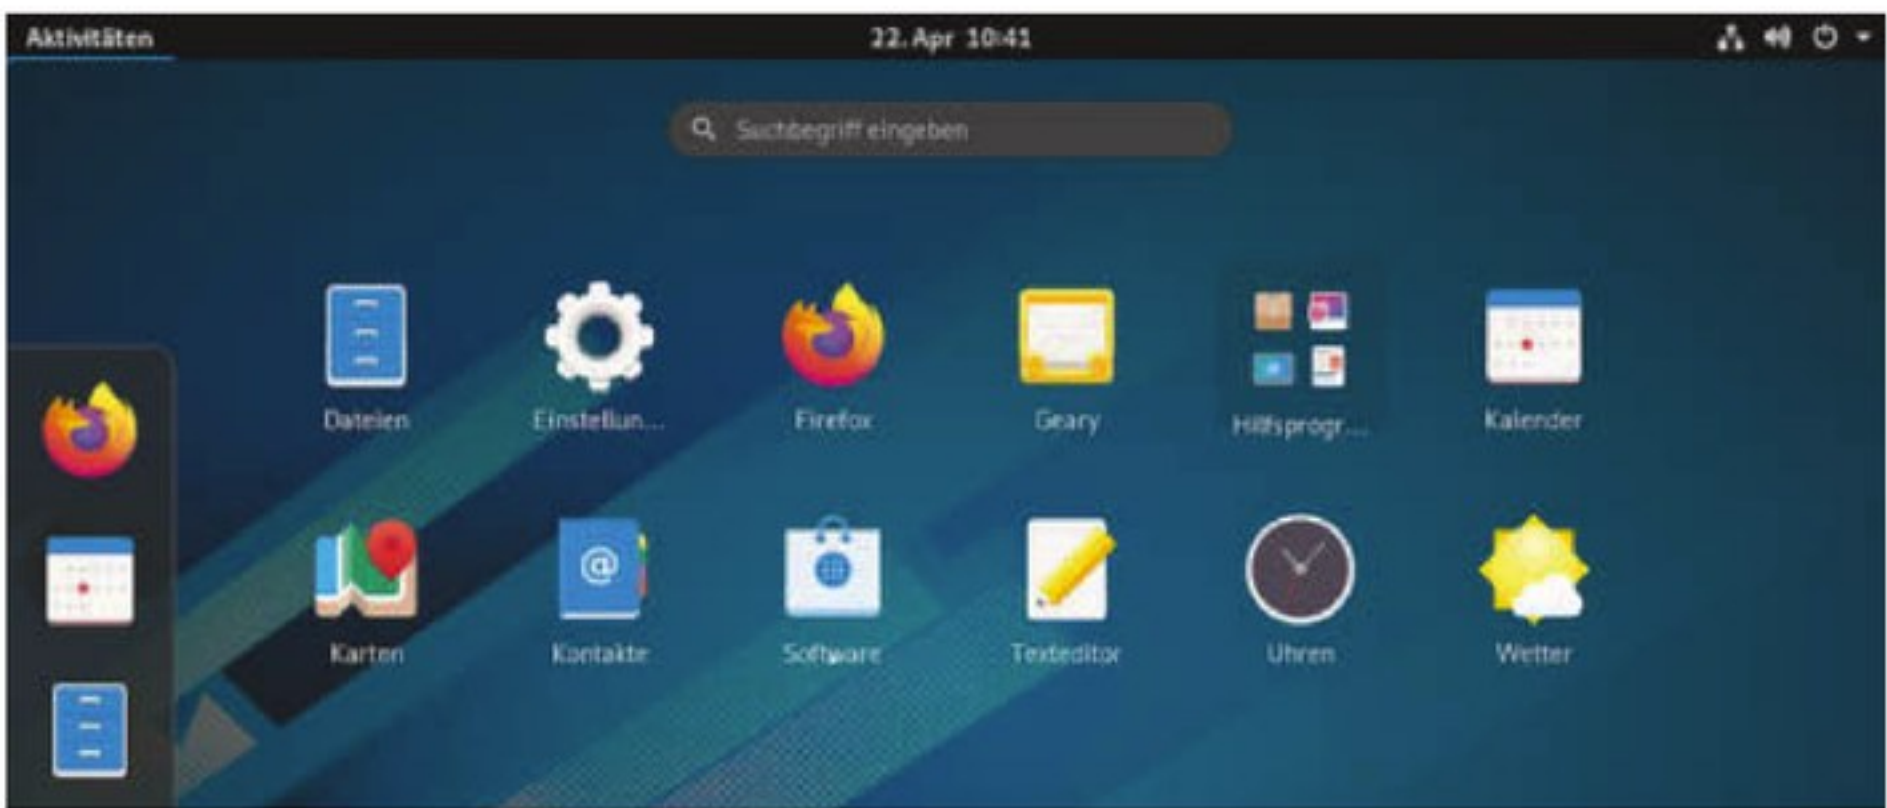 Aktivitäten
22. Apr 10:41
Suchbegriff eingeben
Dateien
Einstellun...
Firefox
Geary
Hilfsprogr...
Kalender
Karten
Kontakte
Software
Texteditor
Uhren
Wetter
@